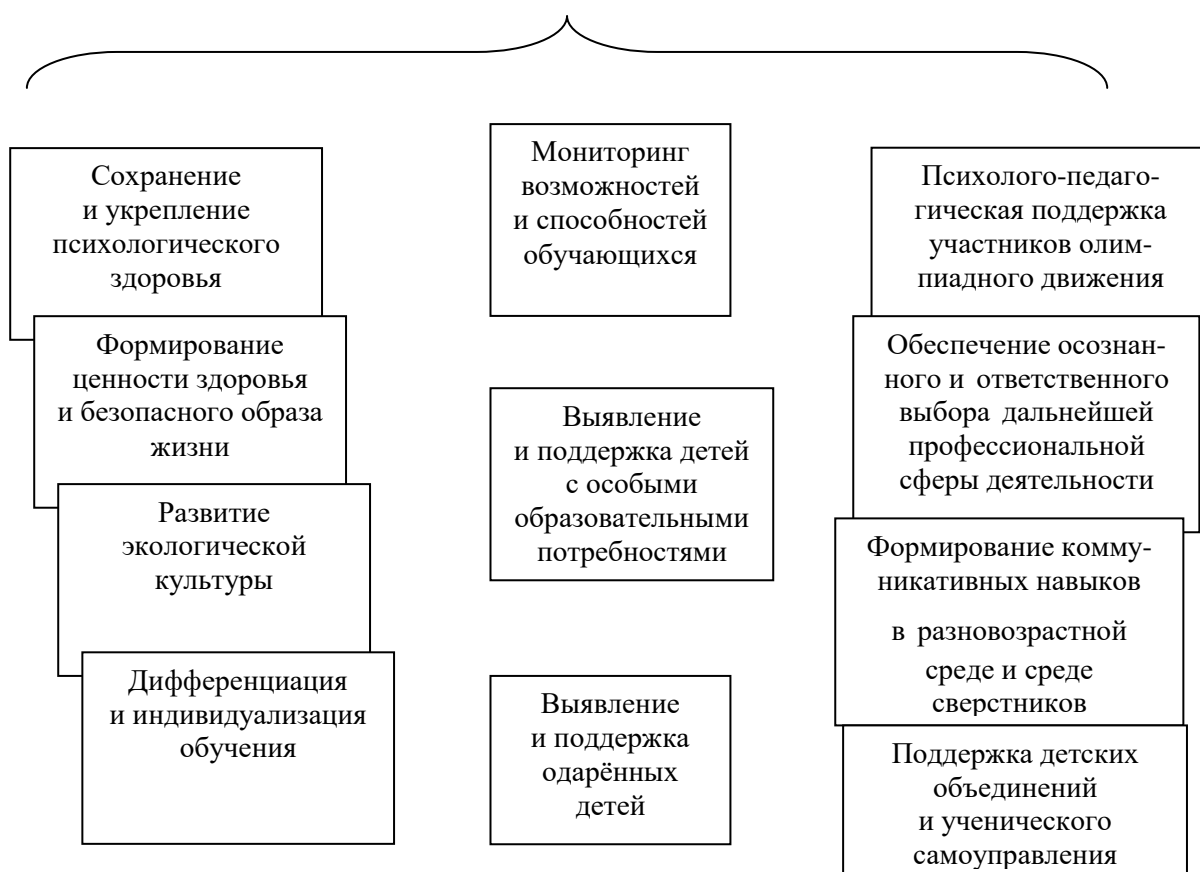 Сохранение
и укрепление
психологического
здоровья
Формирование
ценности здоровья
и безопасного образа
жизни
Развитие
экологической
культуры
Дифференциация
и индивидуализация
обучения
Мониторинг
возможностей
и способностей
обучающихся
Выявление
и поддержка детей
с особыми
образовательными
потребностями
Выявление
и поддержка
одарённых
детей
Психолого-педаго-
гическая поддержка
участников олим-
пиадного движения
Обеспечение осознан-
ного и ответственного
выбора дальнейшей
профессиональной
сферы деятельности
Формирование комму-
никативных навыков
в разновозрастной
среде и среде
сверстников
Поддержка детских
объединений
и ученического
самоуправления